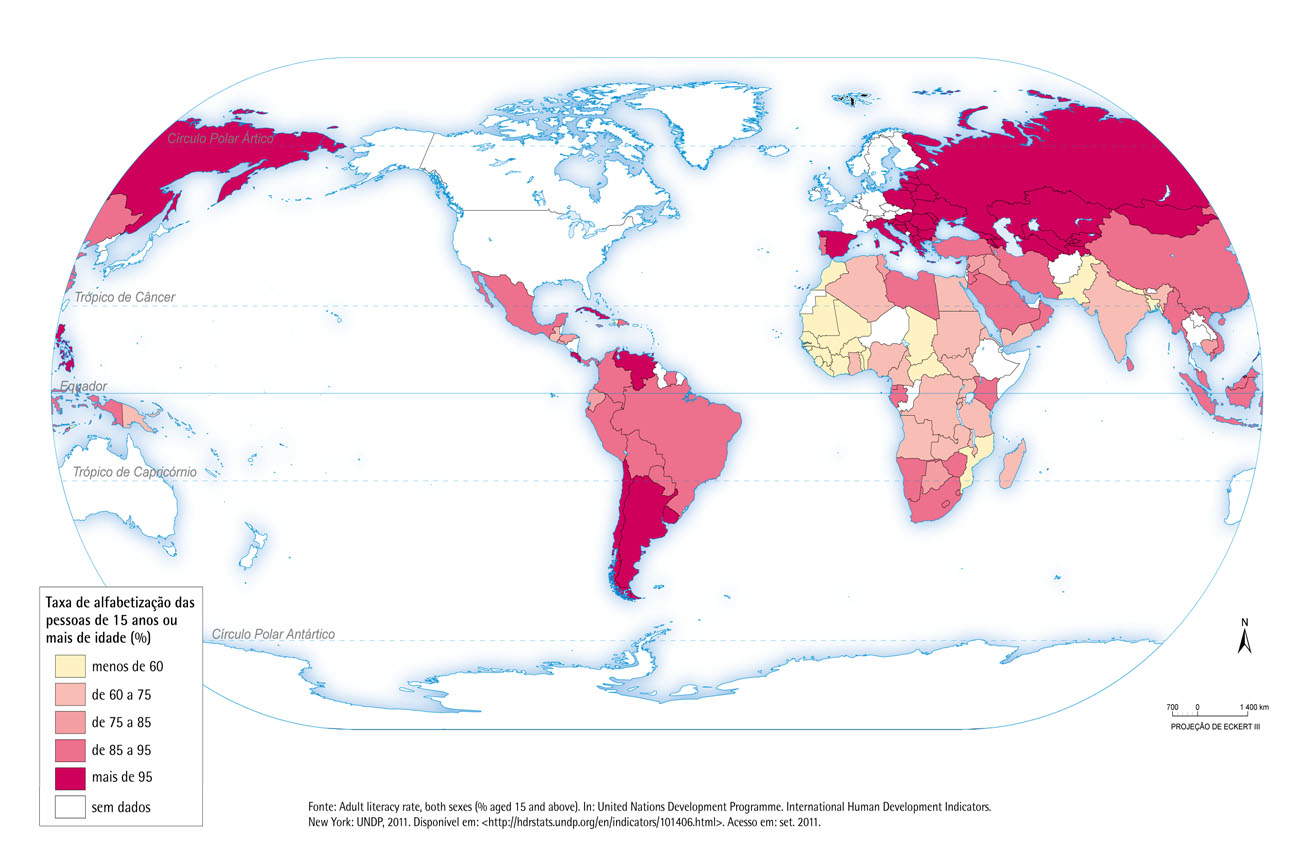 Círculo Polar Ártico
Trópico de Câncer
Equador
Trópico de Capricórnio
Círculo Polar Antártico
Taxa de alfabetização das
pessoas de 15 anos ou
mais de idade (%)
menos de 60
de 60 a 75
de 75 a 85
de 85 a 95
mais de 95
sem dados
N
700 0 1 400 km
PROJEÇÃO DE ECKERT III
Fonte: Adult literacy rate, both sexes (% aged 15 and above). In: United Nations Development Programme. International Human Development Indicators.
New York: UNDP, 2011. Disponível em: <http://hdrstats.undp.org/en/indicators/101406.html>. Acesso em: set. 2011.